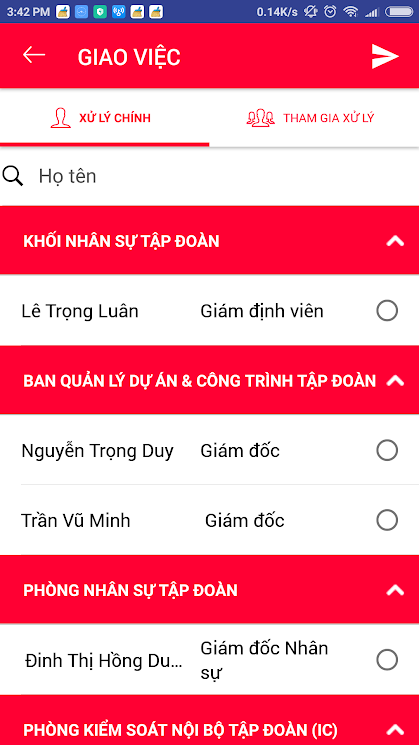 3:42 PM 0.14K/s
GIAO VIỆC
XỬ LÝ CHÍNH THAM GIA XỬ LÝ
Họ tên
KHỐI NHÂN SỰ TẬP ĐOÀN
Lê Trọng Luân Giám định viên
BAN QUẢN LÝ DỰ ÁN & CÔNG TRÌNH TẬP ĐOÀN
Nguyễn Trọng Duy Giám đốc
Trần Vũ Minh Giám đốc
PHÒNG NHÂN SỰ TẬP ĐOÀN
Đinh Thị Hồng Du... Giám đốc Nhân
sự
PHÒNG KIỂM SOÁT NỘI BỘ TẬP ĐOÀN (IC)